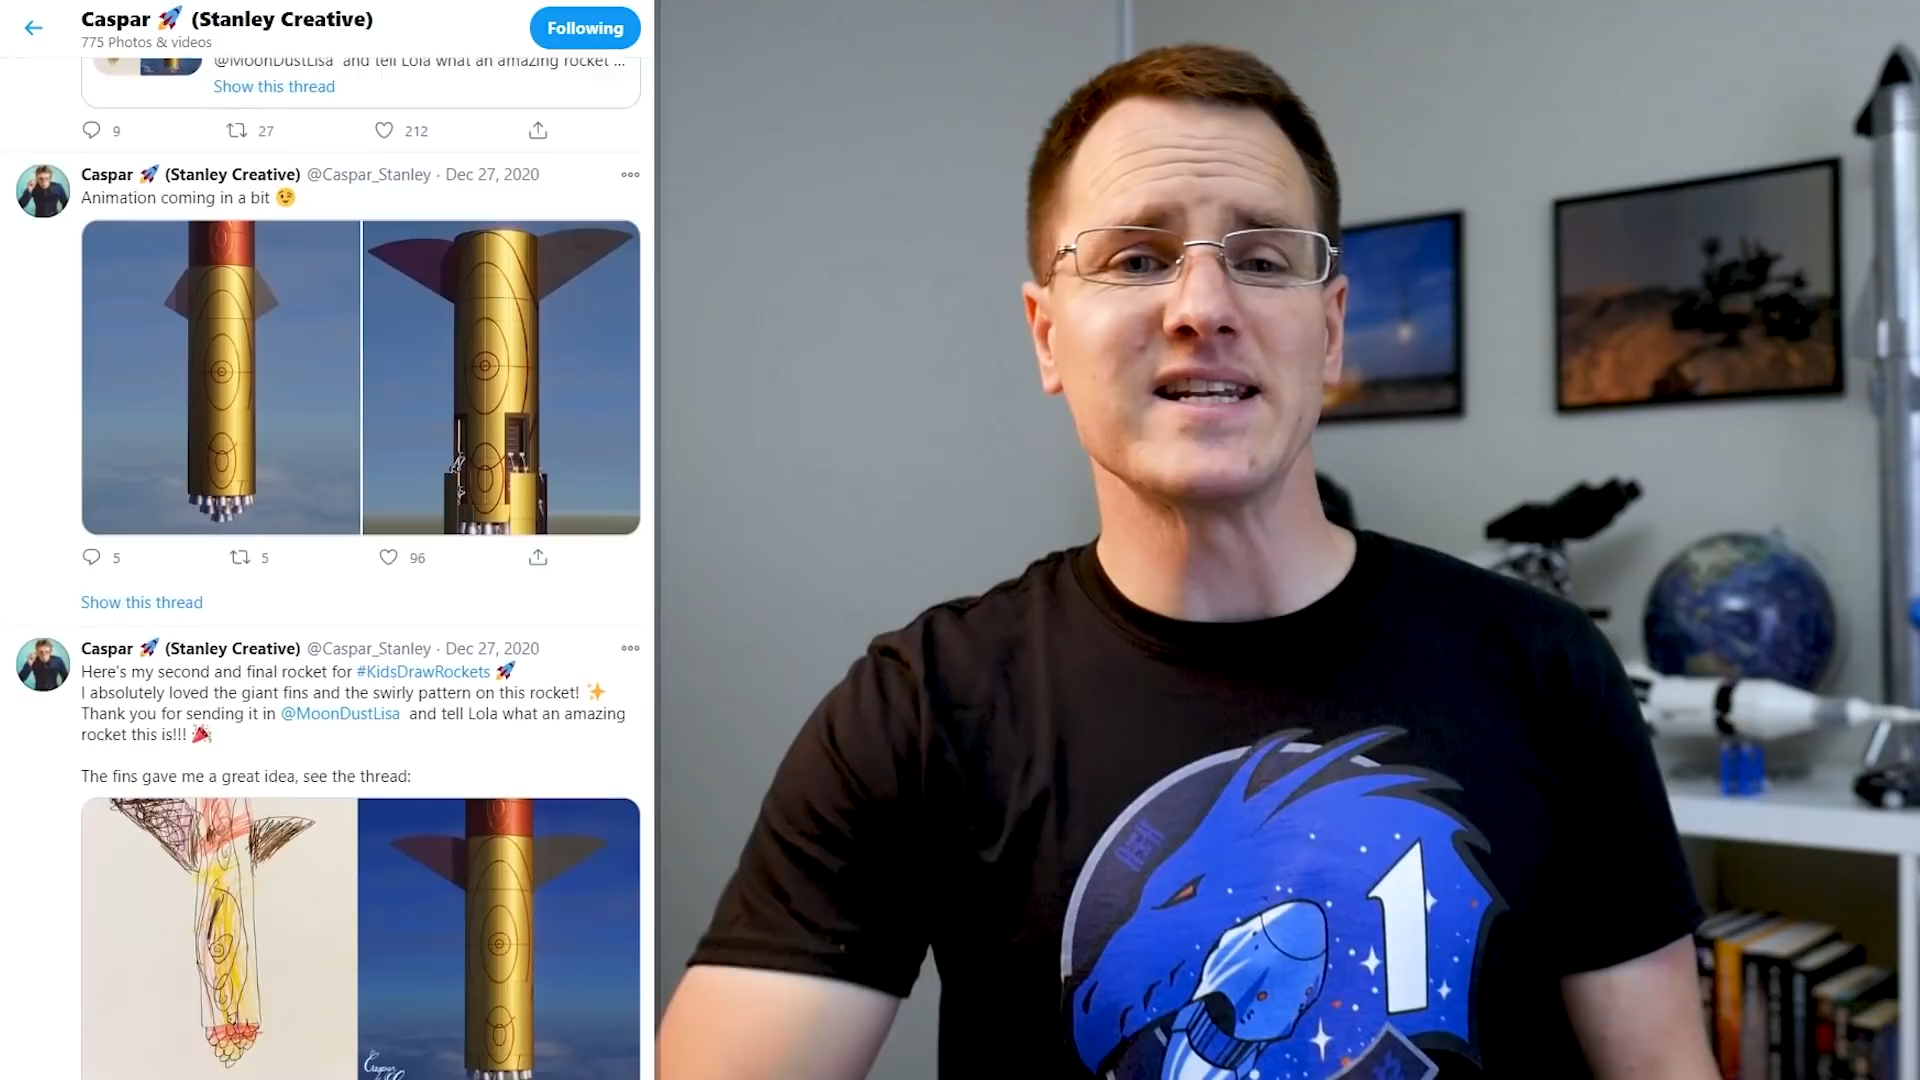 Caspar 🚀 (Stanley Creative)
775 Photos & videos
Following
@MoonDustLisa and tell Lola what an amazing rocket ...
Show this thread
9 27 212
Caspar 🚀 (Stanley Creative) @Caspar_Stanley · Dec 27, 2020
Animation coming in a bit 😉
5 5 96
Show this thread
Caspar 🚀 (Stanley Creative) @Caspar_Stanley · Dec 27, 2020
Here's my second and final rocket for #KidsDrawRockets 🚀
I absolutely loved the giant fins and the swirly pattern on this rocket! ✨
Thank you for sending it in @MoonDustLisa and tell Lola what an amazing
rocket this is!!! 🎉
The fins gave me a great idea, see the thread:
Caspar
1